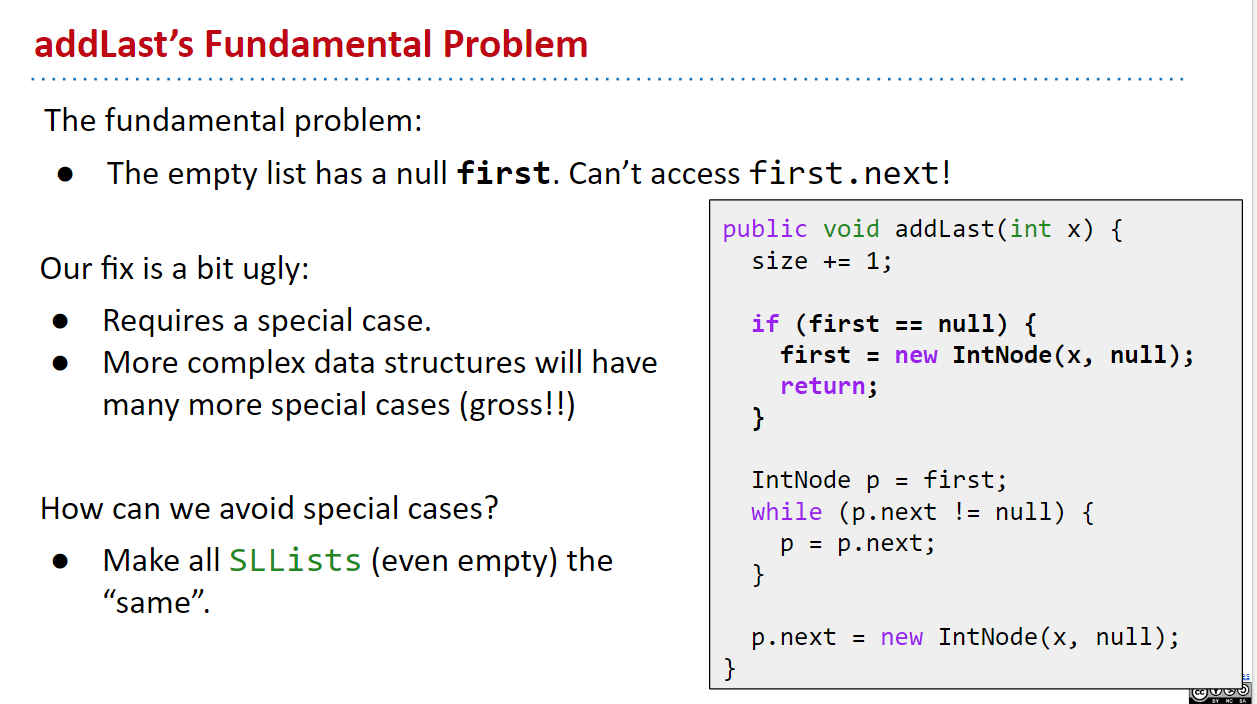 addLast’s Fundamental Problem
The fundamental problem:
● The empty list has a null first. Can’t access first.next!
Our fix is a bit ugly:
● Requires a special case.
● More complex data structures will have
many more special cases (gross!!)
How can we avoid special cases?
● Make all SLLists (even empty) the
“same”.
public void addLast(int x) {
size += 1;
if (first == null) {
first = new IntNode(x, null);
return;
}
IntNode p = first;
while (p.next != null) {
p = p.next;
}
p.next = new IntNode(x, null);
}
BY NC SA